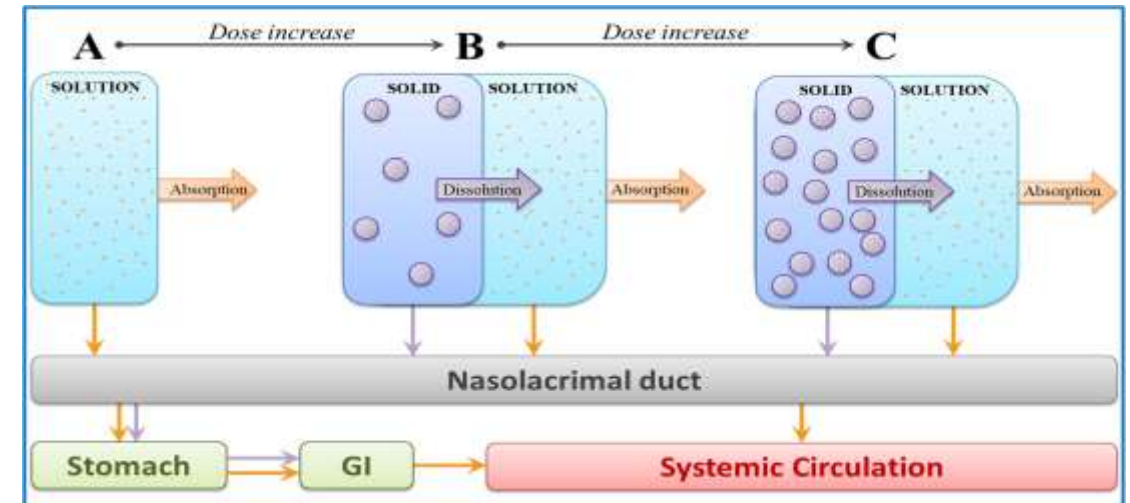 A Dose increase B Dose increase C
SOLUTION SOLID SOLUTION SOLID SOLUTION
Absorption Dissolution Absorption Dissolution Absorption
Nasolacrimal duct
Stomach GI Systemic Circulation